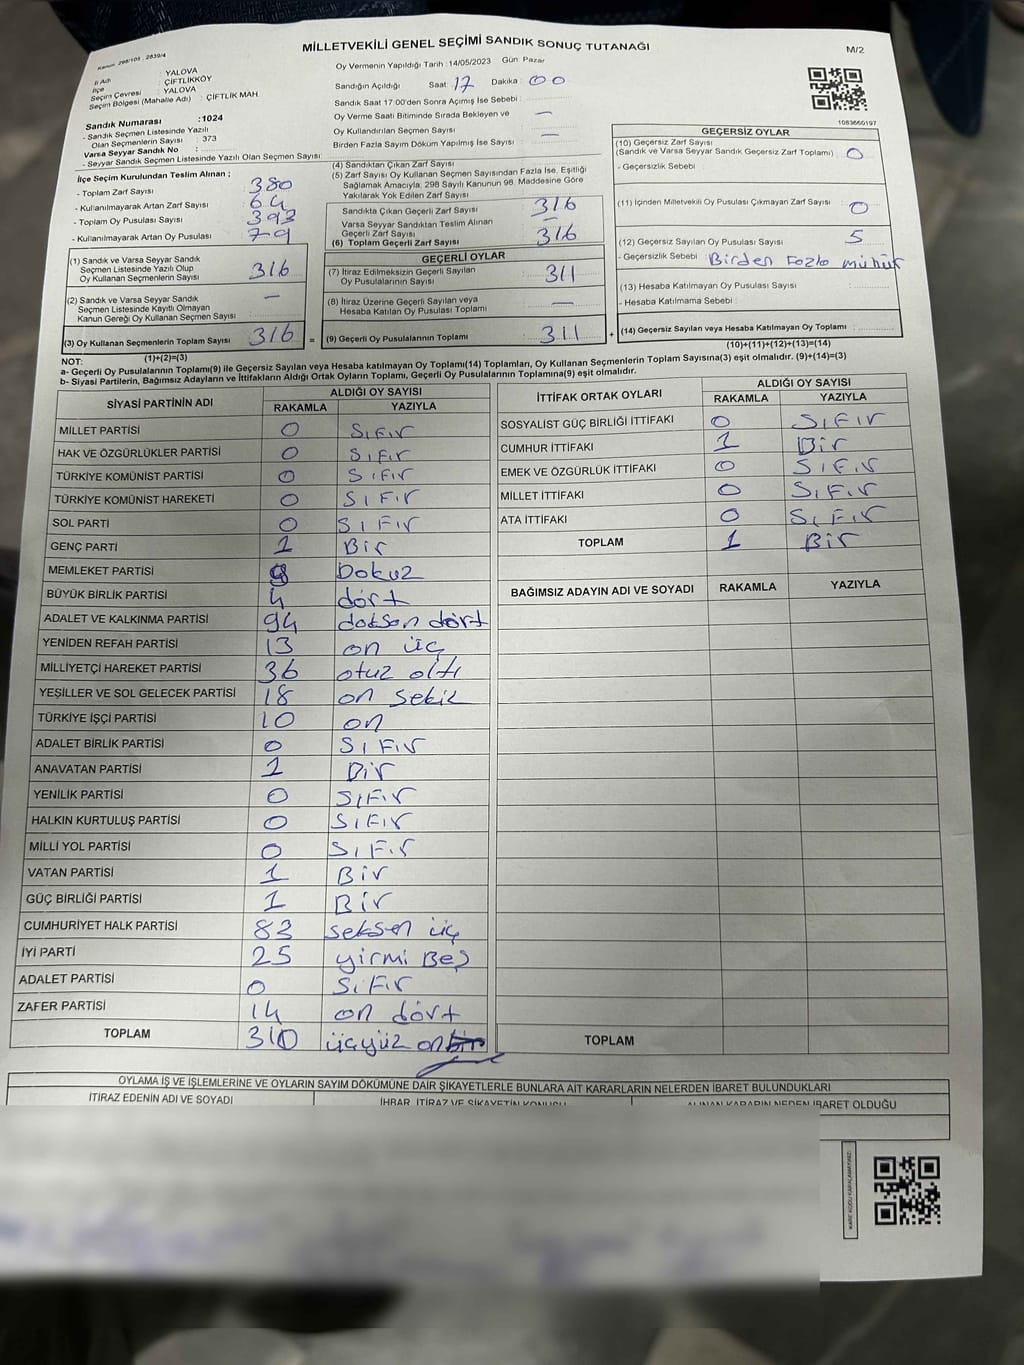 Kanun: 298/105 , 2839/4
MİLLETVEKİLİ GENEL SEÇİMİ SANDIK SONUÇ TUTANAĞI
M/2
İl Adı : YALOVA
İlçe : ÇİFTLİKKÖY
Seçim Çevresi : YALOVA
Seçim Bölgesi (Mahalle Adı) : ÇİFTLİK MAH.
Sandık Numarası : 1024
- Sandık Seçmen Listesinde Yazılı
Olan Seçmenlerin Sayısı : 373
Varsa Seyyar Sandık No :
- Seyyar Sandık Seçmen Listesinde Yazılı Olan Seçmen Sayısı:
Oy Vermenin Yapıldığı Tarih : 14/05/2023 Gün: Pazar
Sandığın Açıldığı Saat: 17 Dakika: 00
Sandık Saat 17.00'den Sonra Açımış İse Sebebi :
Oy Verme Saati Bitiminde Sırada Bekleyen ve —
Oy Kullandırılan Seçmen Sayısı
Birden Fazla Sayım Döküm Yapılmış İse Sayısı : —
1083660197
İlçe Seçim Kurulundan Teslim Alınan ;
- Toplam Zarf Sayısı 380
- Kullanılmayarak Artan Zarf Sayısı 64
- Toplam Oy Pusulası Sayısı 393
- Kullanılmayarak Artan Oy Pusulası 79
(1) Sandık ve Varsa Seyyar Sandık
Seçmen Listesinde Yazılı Olup
Oy Kullanan Seçmenlerin Sayısı 316
(2) Sandık ve Varsa Seyyar Sandık
Seçmen Listesinde Kayıtlı Olmayan
Kanun Gereği Oy Kullanan Seçmen Sayısı —
(3) Oy Kullanan Seçmenlerin Toplam Sayısı 316
(1)+(2)=(3)
(4) Sandıktan Çıkan Zarf Sayısı
(5) Zarf Sayısı Oy Kullanan Seçmen Sayısından Fazla İse, Eşitliği
Sağlamak Amacıyla, 298 Sayılı Kanunun 98. Maddesine Göre
Yakılarak Yok Edilen Zarf Sayısı
Sandıkta Çıkan Geçerli Zarf Sayısı 316
Varsa Seyyar Sandıktan Teslim Alınan
Geçerli Zarf Sayısı —
(6) Toplam Geçerli Zarf Sayısı 316
GEÇERLİ OYLAR
(7) İtiraz Edilmeksizin Geçerli Sayılan
Oy Pusulalarının Sayısı 311
(8) İtiraz Üzerine Geçerli Sayılan veya
Hesaba Katılan Oy Pusulası Toplamı —
= (9) Geçerli Oy Pusulalarının Toplamı 311 +
GEÇERSİZ OYLAR
(10) Geçersiz Zarf Sayısı
(Sandık ve Varsa Seyyar Sandık Geçersiz Zarf Toplamı) : 0
- Geçersizlik Sebebi
(11) İçinden Milletvekili Oy Pusulası Çıkmayan Zarf Sayısı : 0
(12) Geçersiz Sayılan Oy Pusulası Sayısı : 5
- Geçersizlik Sebebi Birden Fazla mühür
(13) Hesaba Katılmayan Oy Pusulası Sayısı :
- Hesaba Katılmama Sebebi :
(14) Geçersiz Sayılan veya Hesaba Katılmayan Oy Toplamı :
(10)+(11)+(12)+(13)=(14)
NOT:
a- Geçerli Oy Pusulalarının Toplamı(9) ile Geçersiz Sayılan veya Hesaba katılmayan Oy Toplamı(14) Toplamları, Oy Kullanan Seçmenlerin Toplam Sayısına(3) eşit olmalıdır. (9)+(14)=(3)
b- Siyasi Partilerin, Bağımsız Adayların ve İttifakların Aldığı Ortak Oyların Toplamı, Geçerli Oy Pusulalarının Toplamına(9) eşit olmalıdır.
SİYASİ PARTİNİN ADI
ALDIĞI OY SAYISI
RAKAMLA YAZIYLA
MİLLET PARTİSİ 0 SIFIr
HAK VE ÖZGÜRLÜKLER PARTİSİ 0 SIFIr
TÜRKİYE KOMÜNİST PARTİSİ 0 SIFIr
TÜRKİYE KOMÜNİST HAREKETİ 0 SIFIr
SOL PARTİ 0 SIFIr
GENÇ PARTİ 1 Bir
MEMLEKET PARTİSİ 9 Dokuz
BÜYÜK BİRLİK PARTİSİ 4 dört
ADALET VE KALKINMA PARTİSİ 94 doksan dört
YENİDEN REFAH PARTİSİ 13 on üç
MİLLİYETÇİ HAREKET PARTİSİ 36 otuz altı
YEŞİLLER VE SOL GELECEK PARTİSİ 18 on sekiz
TÜRKİYE İŞÇİ PARTİSİ 10 on
ADALET BİRLİK PARTİSİ 0 SIFIr
ANAVATAN PARTİSİ 1 Bir
YENİLİK PARTİSİ 0 SIFIr
HALKIN KURTULUŞ PARTİSİ 0 SIFIr
MİLLİ YOL PARTİSİ 0 SIFIr
VATAN PARTİSİ 1 Bir
GÜÇ BİRLİĞİ PARTİSİ 1 Bir
CUMHURİYET HALK PARTİSİ 83 seksen üç
İYİ PARTİ 25 yirmi Beş
ADALET PARTİSİ 0 SIFIr
ZAFER PARTİSİ 14 on dört
TOPLAM 310 üçyüz on
İTTİFAK ORTAK OYLARI
ALDIĞI OY SAYISI
RAKAMLA YAZIYLA
SOSYALİST GÜÇ BİRLİĞİ İTTİFAKI 0 SIFIr
CUMHUR İTTİFAKI 1 Bir
EMEK VE ÖZGÜRLÜK İTTİFAKI 0 SIFIr
MİLLET İTTİFAKI 0 SIFIr
ATA İTTİFAKI 0 SIFIr
TOPLAM 1 Bir
BAĞIMSIZ ADAYIN ADI VE SOYADI RAKAMLA YAZIYLA
TOPLAM
OYLAMA İŞ VE İŞLEMLERİNE VE OYLARIN SAYIM DÖKÜMÜNE DAİR ŞİKAYETLERLE BUNLARA AİT KARARLARIN NELERDEN İBARET BULUNDUKLARI
İTİRAZ EDENİN ADI VE SOYADI İHBAR, İTİRAZ VE ŞİKAYETİN KONUSU ALINAN KARARIN NEDEN İBARET OLDUĞU
KARE KODU KARALAMAYINIZ!